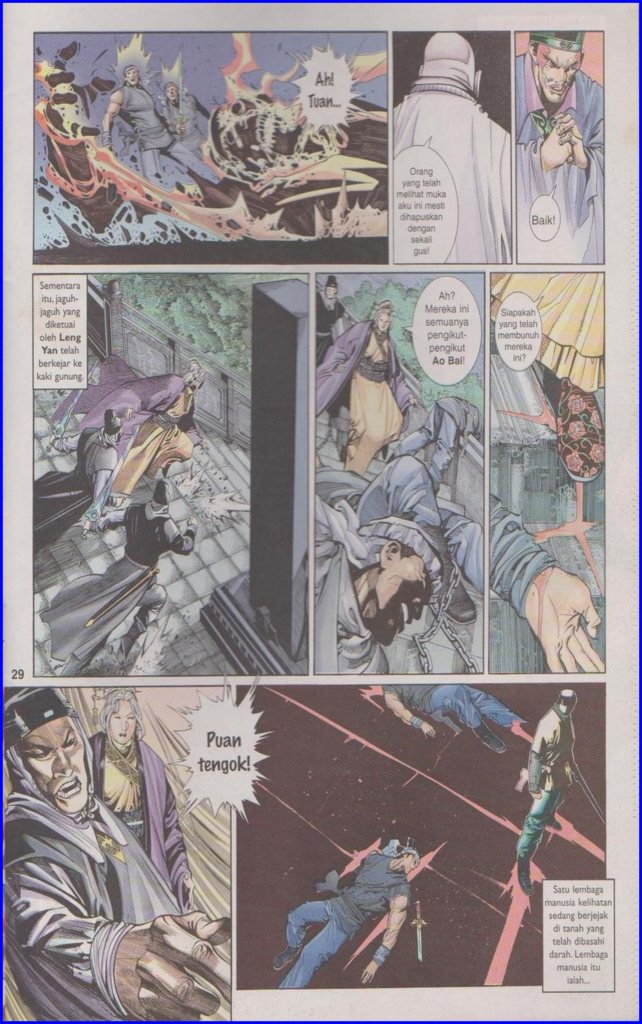 Ah!
Tuan...
Orang
yang telah
melihat muka
aku ini mesti
dihapuskan
dengan
sekali
gus!
Baik!
Sementara
itu, jaguh-
jaguh yang
diketuai
oleh Leng
Yan telah
berkejar ke
kaki gunung.
Ah?
Mereka ini
semuanya
pengikut-
pengikut
Ao Bai!
Siapakah
yang telah
membunuh
mereka
ini?
29
Puan
tengok!
Satu lembaga
manusia kelihatan
sedang berjejak
di tanah yang
telah dibasahi
darah. Lembaga
manusia itu
ialah...